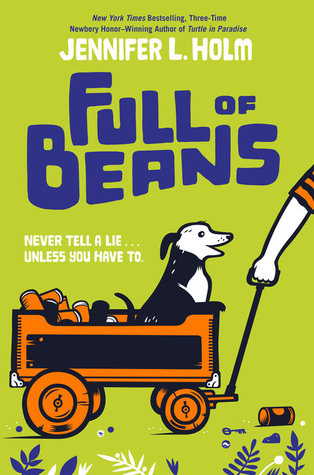 New York Times Bestselling, Three-Time
Newbery Honor–Winning Author of Turtle in Paradise
JENNIFER L. HOLM
FULL OF
BEANS
NEVER TELL A LIE . . .
UNLESS YOU HAVE TO.